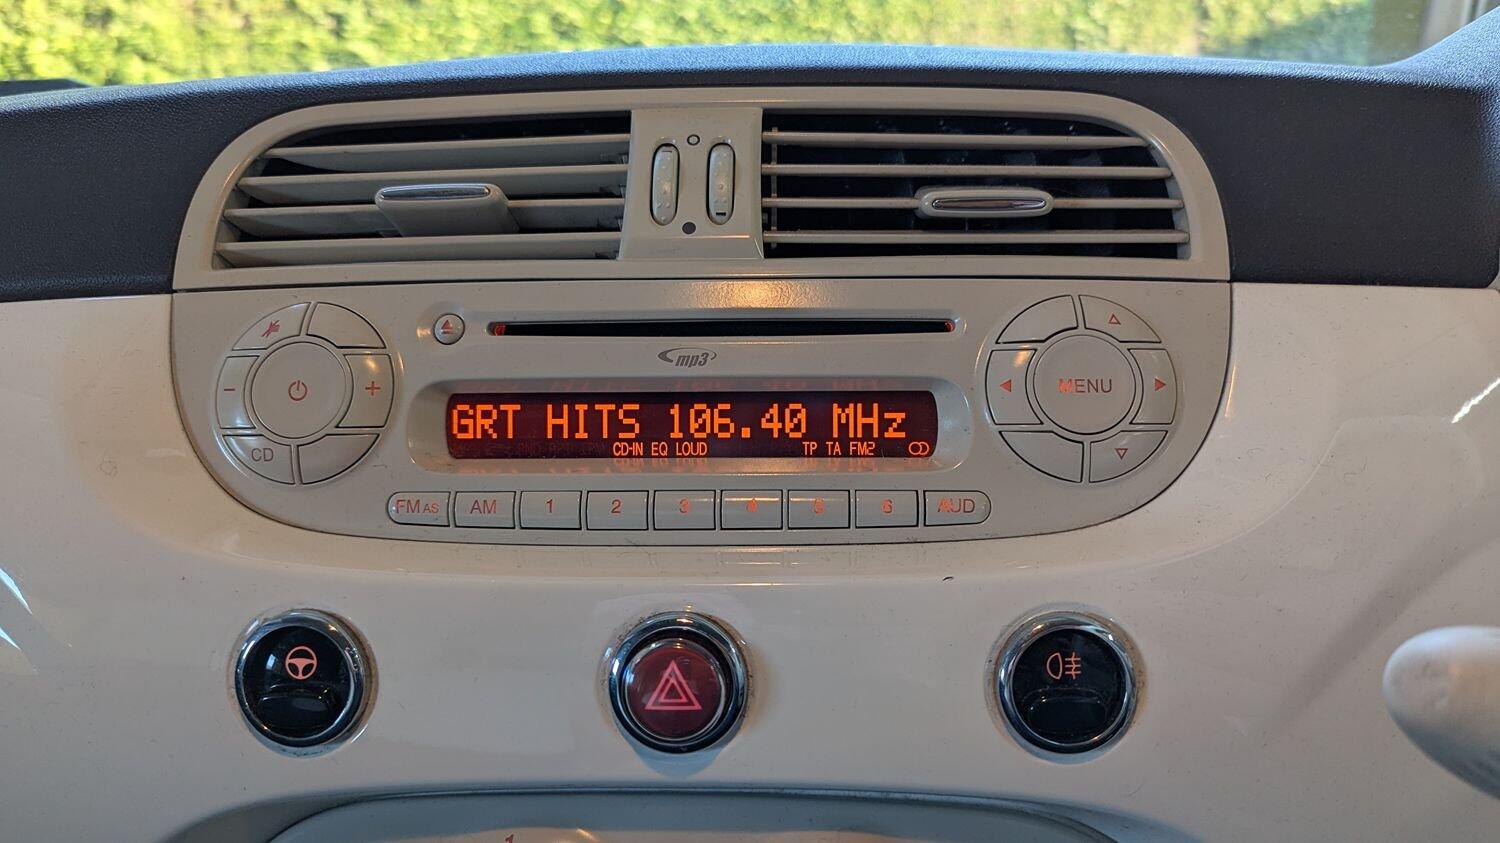 mp3
GRT HITS 106.40 MHz
CD-IN EQ LOUD TP TA FM2
- +
CD
MENU
FM AS AM 1 2 3 4 5 6 AUD